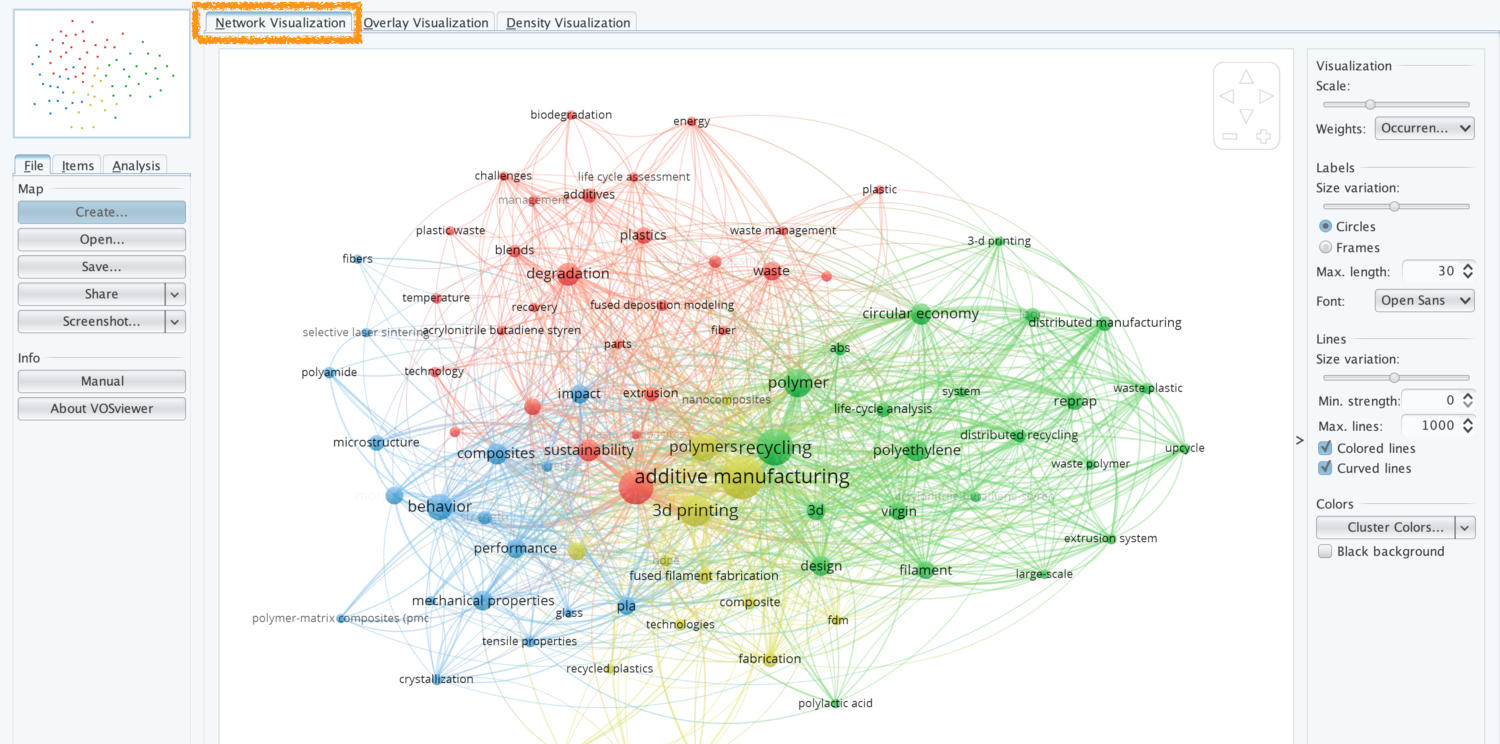 Network Visualization
Overlay Visualization
Density Visualization
File
Items
Analysis
Map
Create...
Open...
Save...
Share
Screenshot...
Info
Manual
About VOSviewer
biodegradation
energy
challenges
life cycle assessment
management
additives
plastic
plastic waste
plastics
waste management
3-d printing
blends
fibers
degradation
waste
temperature
recovery
fused deposition modeling
circular economy
distributed manufacturing
selective laser sintering
acrylonitrile butadiene styren
fiber
parts
abs
polyamide
technology
polymer
impact
extrusion
nanocomposites
system
waste plastic
reprap
life-cycle analysis
microstructure
composites
sustainability
polymers
recycling
polyethylene
distributed recycling
upcycle
waste polymer
additive manufacturing
behavior
3d printing
3d
virgin
extrusion system
performance
hdpe
fused filament fabrication
design
filament
large-scale
mechanical properties
glass
pla
composite
polymer-matrix composites (pmc
technologies
fdm
tensile properties
fabrication
recycled plastics
crystallization
polylactic acid
Visualization
Scale:
Weights:
Occurren...
Labels
Size variation:
Circles
Frames
Max. length:
30
Font:
Open Sans
Lines
Size variation:
Min. strength:
0
Max. lines:
1000
Colored lines
Curved lines
Colors
Cluster Colors...
Black background
>